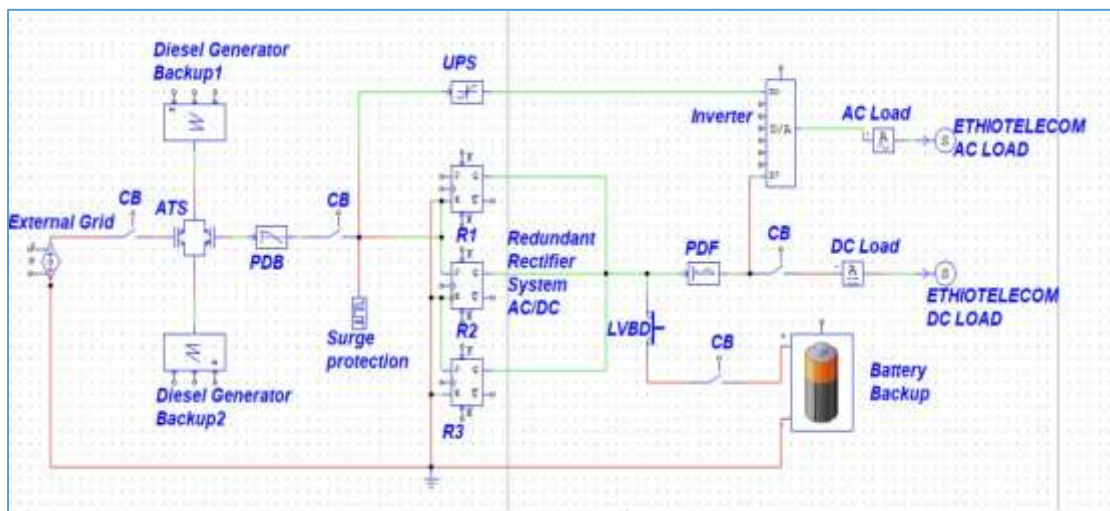 Diesel Generator
Backup1
UPS
Inverter
D/A
AC Load
ETHIOTELECOM
AC LOAD
CB
ATS
CB
External Grid
PDB
R1
Redundant
Rectifier
System
AC/DC
PDF
CB
DC Load
ETHIOTELECOM
DC LOAD
Surge
protection
R2
LVBD
CB
Battery
Backup
Diesel Generator
Backup2
R3